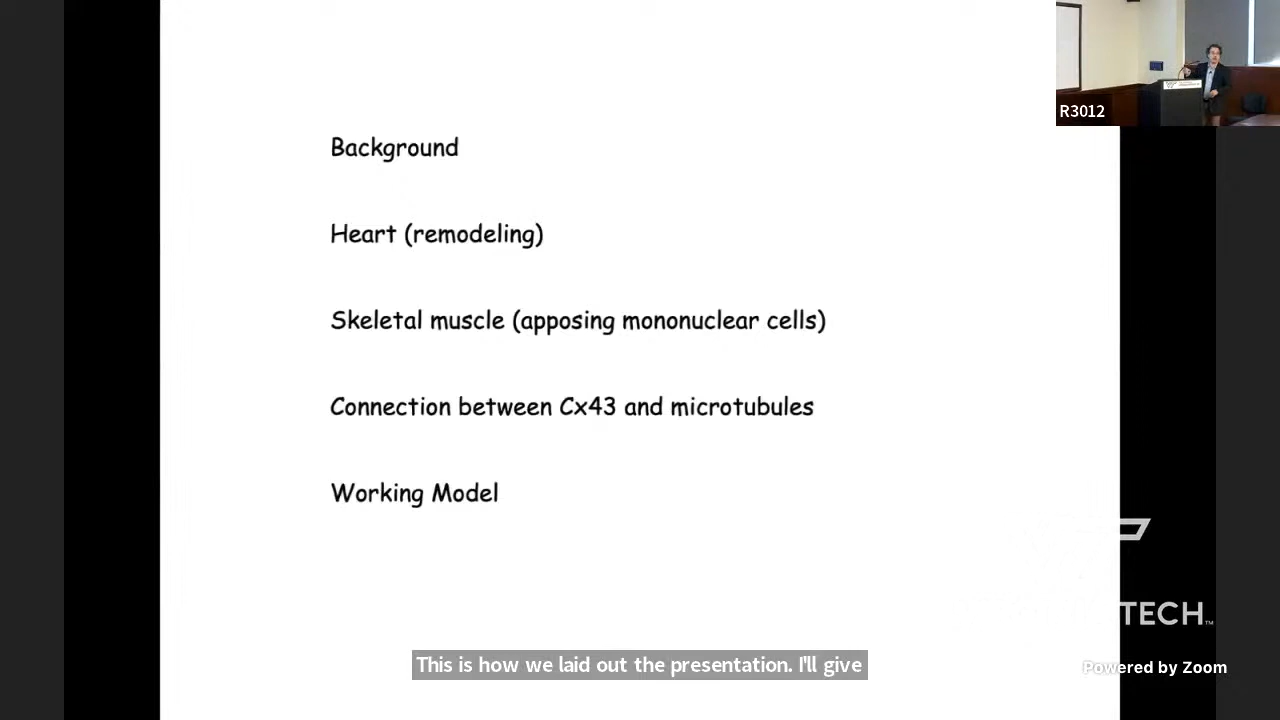 R3012
Background
Heart (remodeling)
Skeletal muscle (apposing mononuclear cells)
Connection between Cx43 and microtubules
Working Model
TECH™
This is how we laid out the presentation. I'll give
Powered by Zoom